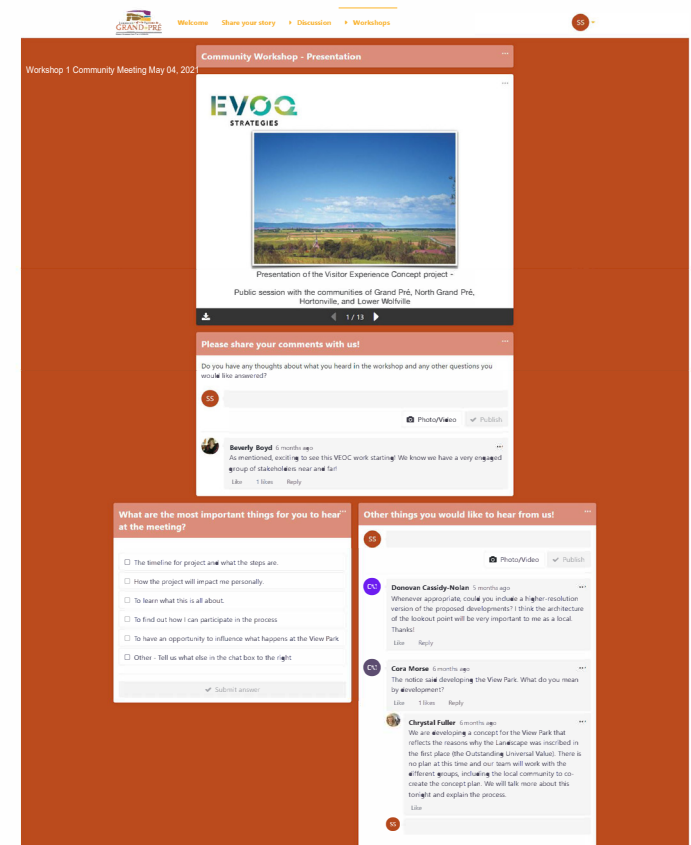 GRAND-PRÉ
Welcome Share your story Discussion Workshops
SS
Workshop 1 Community Meeting May 04, 2021
Community Workshop - Presentation
EVOQ
STRATEGIES
Presentation of the Visitor Experience Concept project -
Public session with the communities of Grand Pré, North Grand Pré,
Hortonville, and Lower Wolfville
1 / 13
Please share your comments with us!
Do you have any thoughts about what you heard in the workshop and any other questions you
would like answered?
SS
Photo/Video Publish
Beverly Boyd 6 months ago
As mentioned, exciting to see this VEOC work starting! We know we have a very engaged
group of stakeholders near and far!
Like 1 likes Reply
What are the most important things for you to hear
at the meeting?
The timeline for project and what the steps are.
How the project will impact me personally.
To learn what this is all about.
To find out how I can participate in the process
To have an opportunity to influence what happens at the View Park
Other - Tell us what else in the chat box to the right
Submit answer
Other things you would like to hear from us!
SS
Photo/Video Publish
Donovan Cassidy-Nolan 5 months ago
Whenever appropriate, could you include a higher-resolution
version of the proposed developments? I think the architecture
of the lookout point will be very important to me as a local.
Thanks!
Like Reply
Cora Morse 6 months ago
The notice said developing the View Park. What do you mean
by development?
Like 1 likes Reply
Chrystal Fuller 6 months ago
We are developing a concept for the View Park that
reflects the reasons why the Landscape was inscribed in
the first place (the Outstanding Universal Value). There is
no plan at this time and our team will work with the
different groups, including the local community to co-
create the concept plan. We will talk more about this
tonight and explain the process.
Like
SS